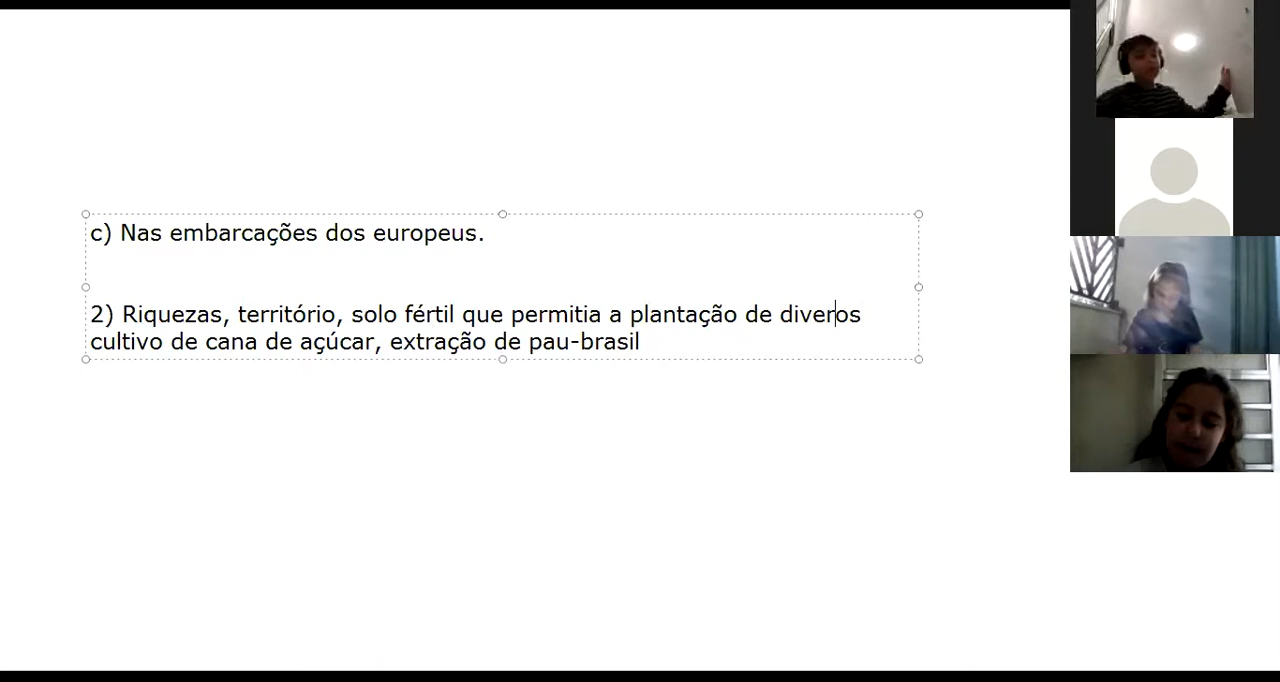 c) Nas embarcações dos europeus.
2) Riquezas, território, solo fértil que permitia a plantação de diveros
cultivo de cana de açúcar, extração de pau-brasil